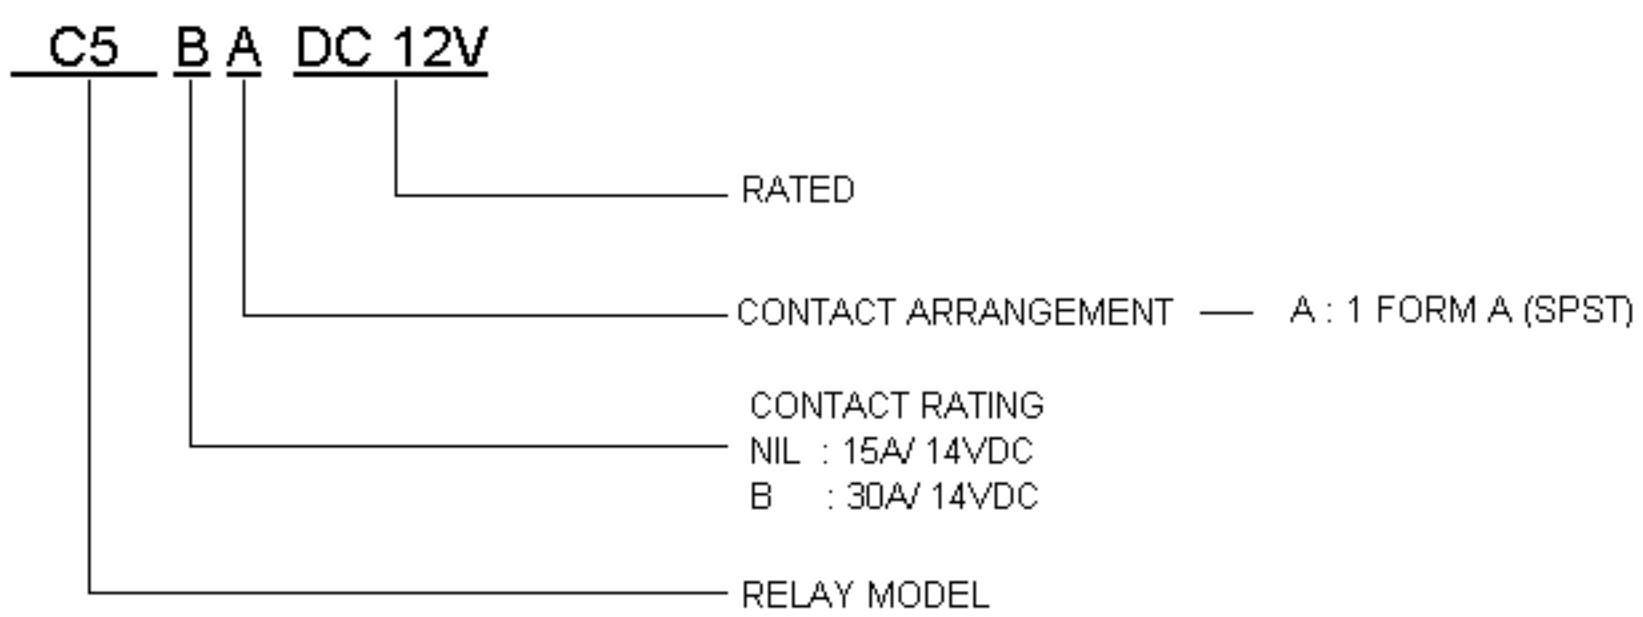 C5 B A DC 12V
RATED
CONTACT ARRANGEMENT — A : 1 FORM A (SPST)
CONTACT RATING
NIL : 15A/ 14VDC
B : 30A/ 14VDC
RELAY MODEL